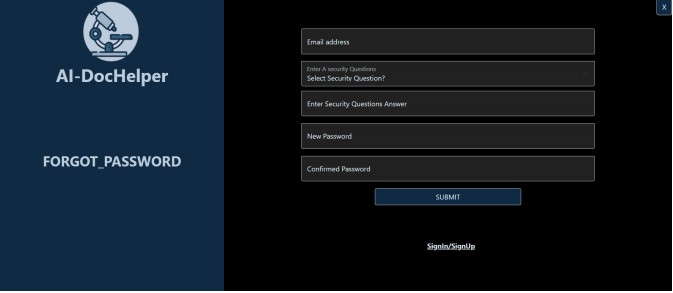 X
AI-DocHelper
FORGOT_PASSWORD
Email address
Enter A security Questions
Select Security Question?
Enter Security Questions Answer
New Password
Confirmed Password
SUBMIT
SignIn/SignUp